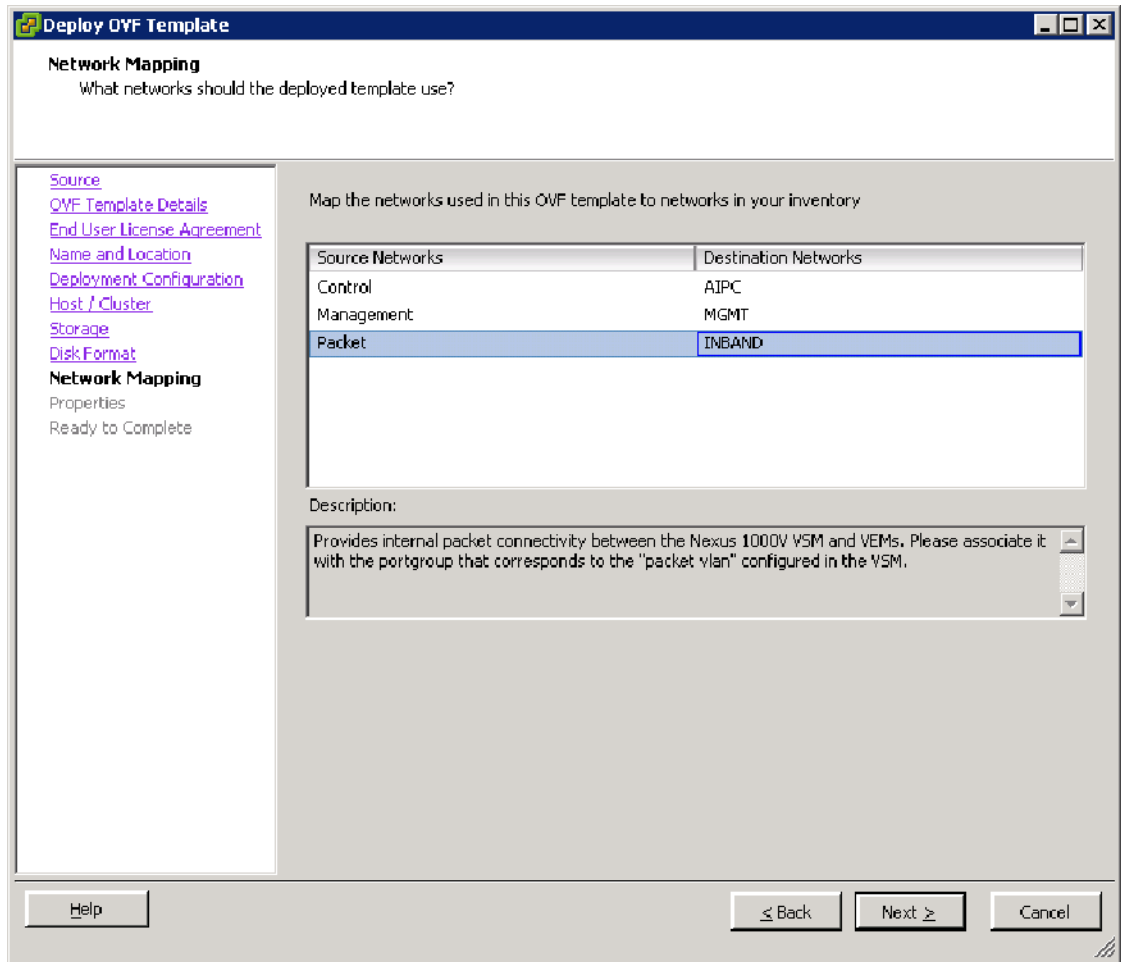 Deploy OVF Template
Network Mapping
What networks should the deployed template use?
Source
OVF Template Details
End User License Agreement
Name and Location
Deployment Configuration
Host / Cluster
Storage
Disk Format
Network Mapping
Properties
Ready to Complete
Map the networks used in this OVF template to networks in your inventory
Source Networks Destination Networks
Control AIPC
Management MGMT
Packet INBAND
Description:
Provides internal packet connectivity between the Nexus 1000V VSM and VEMs. Please associate it
with the portgroup that corresponds to the "packet vlan" configured in the VSM.
Help
< Back
Next >
Cancel